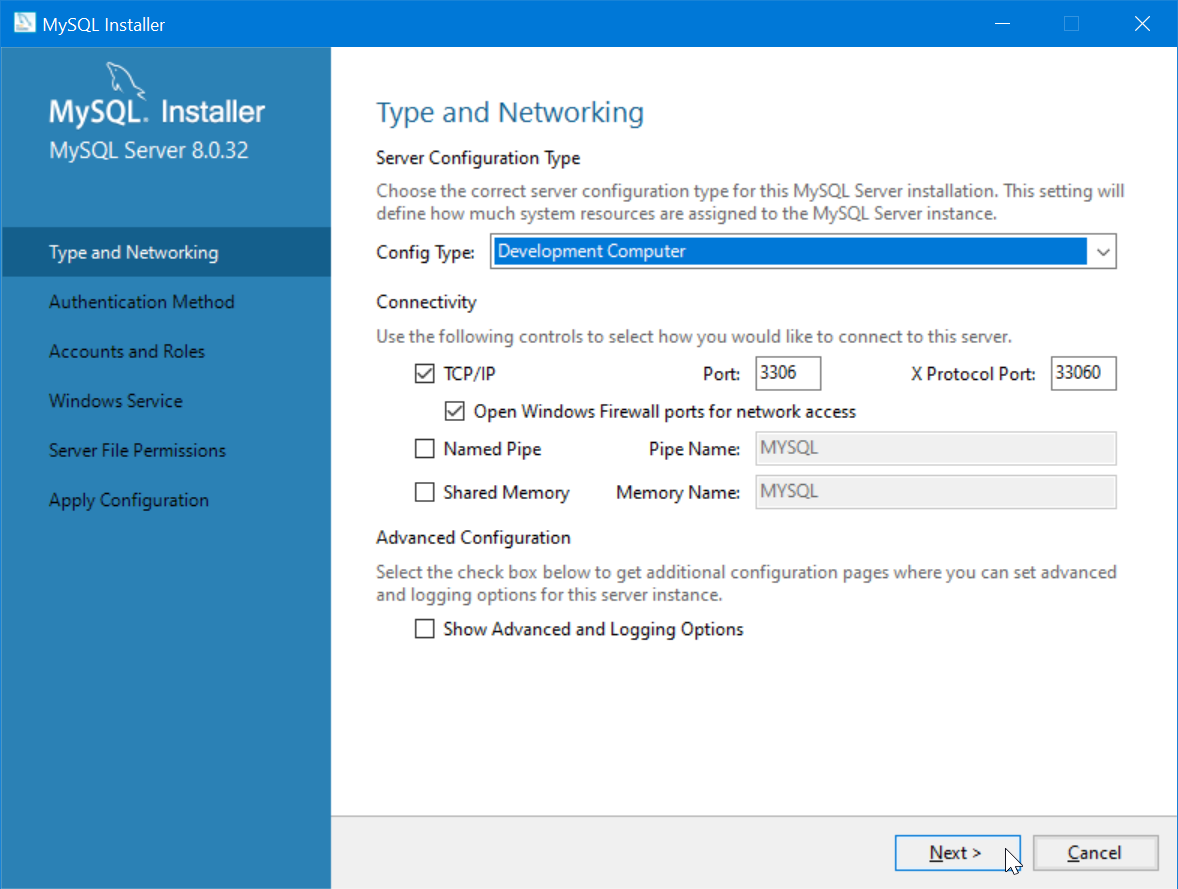 MySQL Installer
MySQL. Installer
MySQL Server 8.0.32
Type and Networking
Authentication Method
Accounts and Roles
Windows Service
Server File Permissions
Apply Configuration
Type and Networking
Server Configuration Type
Choose the correct server configuration type for this MySQL Server installation. This setting will
define how much system resources are assigned to the MySQL Server instance.
Config Type: Development Computer
Connectivity
Use the following controls to select how you would like to connect to this server.
TCP/IP Port: 3306 X Protocol Port: 33060
Open Windows Firewall ports for network access
Named Pipe Pipe Name: MYSQL
Shared Memory Memory Name: MYSQL
Advanced Configuration
Select the check box below to get additional configuration pages where you can set advanced
and logging options for this server instance.
Show Advanced and Logging Options
Next > Cancel